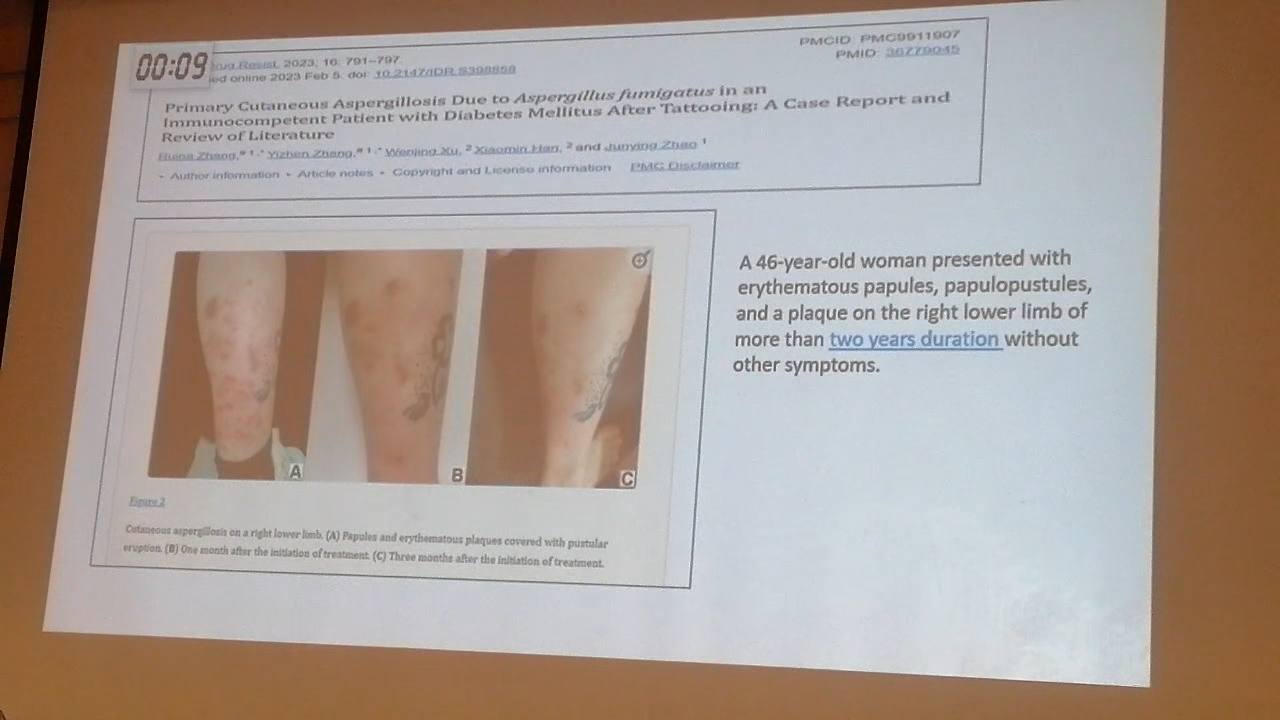 00:09
Resist. 2023; 16: 791–797.
ed online 2023 Feb 5. doi: 10.2147/IDR.S398858
PMCID: PMC9911907
PMID: 36779045
Primary Cutaneous Aspergillosis Due to Aspergillus fumigatus in an
Immunocompetent Patient with Diabetes Mellitus After Tattooing: A Case Report and
Review of Literature
Zhang,# 1,* Yizhen Zhang,# 1,* Wenjing Xu, 2 Xiaomin Han, 2 and Junying Zhao 1
Author information Article notes Copyright and License information PMC Disclaimer
A
B
C
Figure 2
Cutaneous aspergillosis on a right lower limb. (A) Papules and erythematous plaques covered with pustular
eruption. (B) One month after the initiation of treatment. (C) Three months after the initiation of treatment.
A 46-year-old woman presented with
erythematous papules, papulopustules,
and a plaque on the right lower limb of
more than two years duration without
other symptoms.